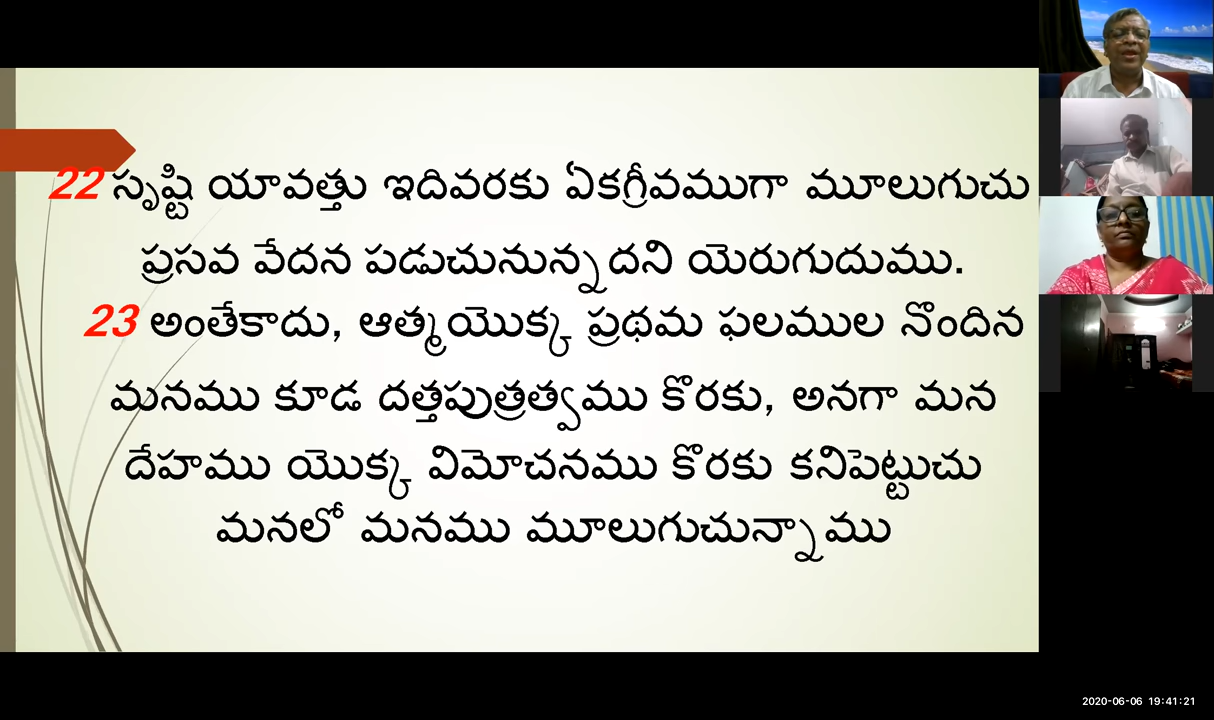 22 సృష్టి యావత్తు ఇదివరకు ఏకగ్రీవముగా మూలుగుచు
ప్రసవ వేదన పడుచునున్నదని యెరుగుదుము.
23 అంతేకాదు, ఆత్మయొక్క ప్రథమ ఫలముల నొందిన
మనము కూడ దత్తపుత్రత్వము కొరకు, అనగా మన
దేహము యొక్క విమోచనము కొరకు కనిపెట్టుచు
మనలో మనము మూలుగుచున్నాము
2020-06-06 19:41:21